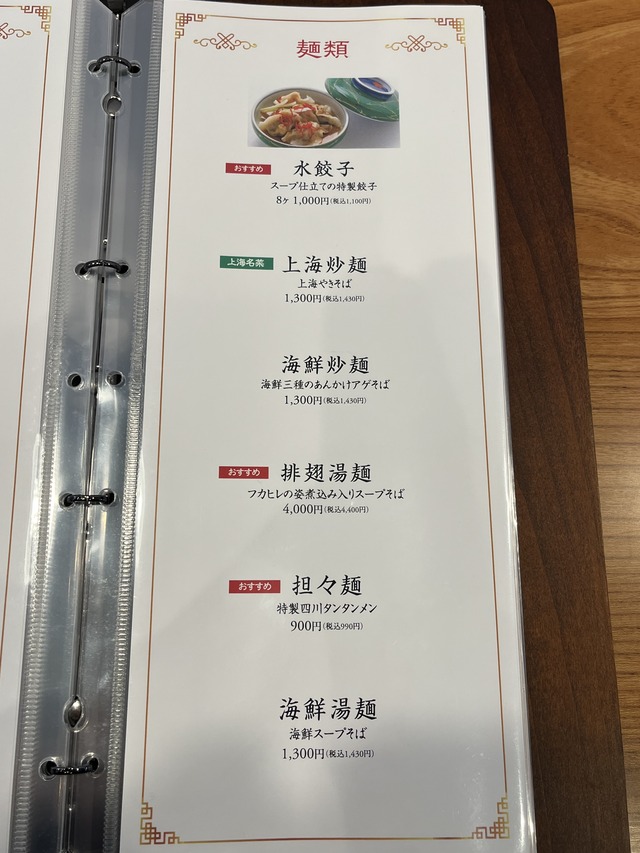 麺類
おすすめ 水餃子
スープ仕立ての特製餃子
8ヶ 1,000円(税込1,100円)
上海名菜 上海炒麺
上海やきそば
1,300円(税込1,430円)
海鮮炒麺
海鮮三種のあんかけアゲそば
1,300円(税込1,430円)
おすすめ 排翅湯麺
フカヒレの姿煮込み入りスープそば
4,000円(税込4,400円)
おすすめ 担々麺
特製四川タンタンメン
900円(税込990円)
海鮮湯麺
海鮮スープそば
1,300円(税込1,430円)